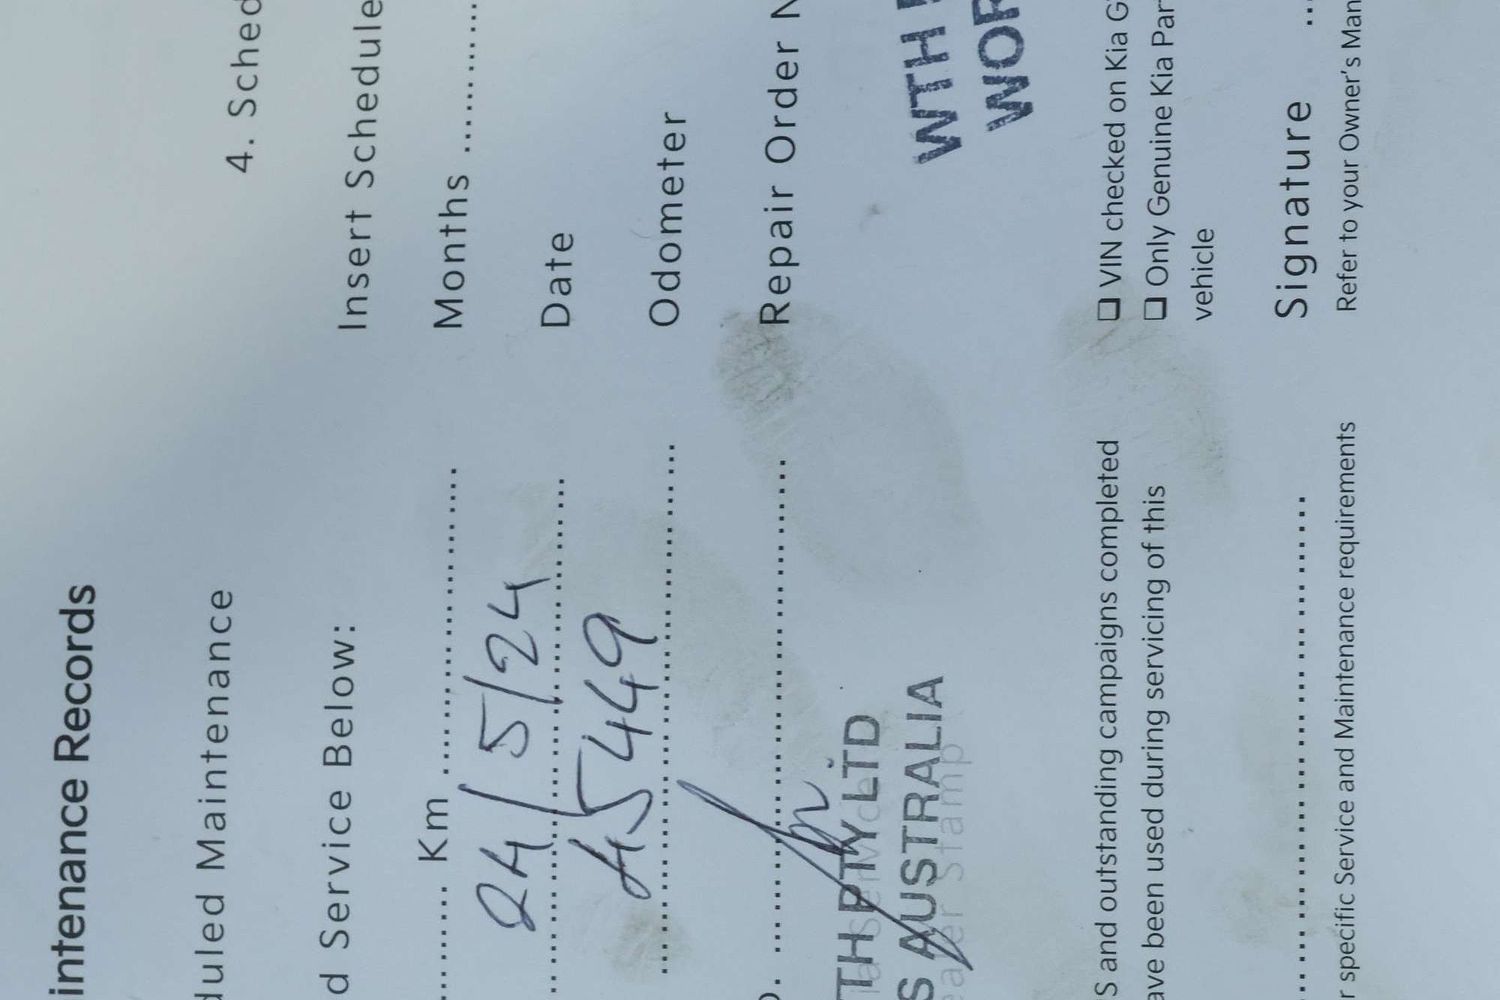 intenance Records
duled Maintenance
d Service Below:
Km
24/5/24
45449
TH PTY LTD
S AUSTRALIA
S and outstanding campaigns completed
ave been used during servicing of this
r specific Service and Maintenance requirements
4. Sched
Insert Schedule
Months
Date
Odometer
Repair Order N
WTH
WOR
❏ VIN checked on Kia G
❏ Only Genuine Kia Par
vehicle
Signature
Refer to your Owner's Man